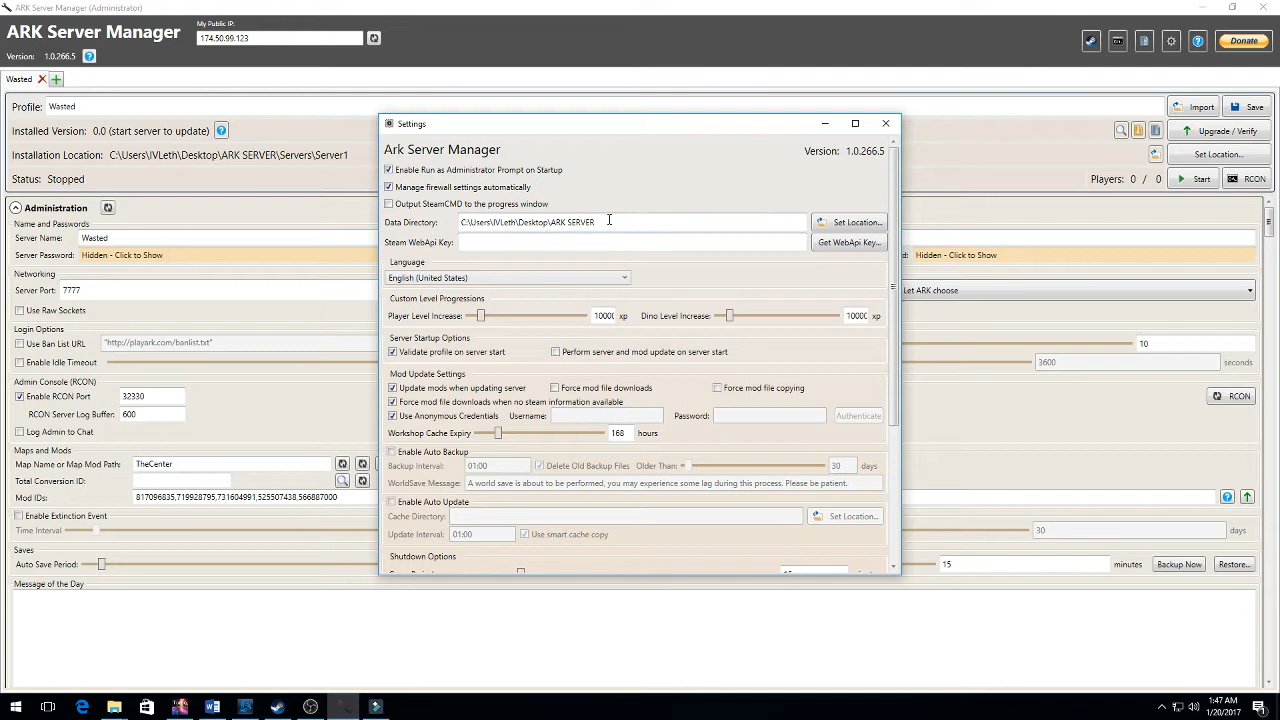 ARK Server Manager (Administrator)
ARK Server Manager
My Public IP:
174.50.99.123
Version: 1.0.266.5
Donate
Wasted
Profile: Wasted
Import
Save
Installed Version: 0.0 (start server to update)
Upgrade / Verify
Installation Location: C:\Users\IVLeth\Desktop\ARK SERVER\Servers\Server1
Set Location...
Status: Stopped
Players: 0 / 0
Start
RCON
Administration
Name and Passwords
Server Name: Wasted
Server Password: Hidden - Click to Show
Hidden - Click to Show
Networking
Server Port: 7777
Let ARK choose
Use Raw Sockets
Login Options
Use Ban List URL "http://playark.com/banlist.txt"
10
Enable Idle Timeout
3600 seconds
Admin Console (RCON)
Enable RCON Port 32330
RCON
RCON Server Log Buffer: 600
Log Admin to Chat
Maps and Mods
Map Name or Map Mod Path: TheCenter
Total Conversion ID:
Mod IDs: 817096835,719928795,731604991,525507438,566887000
Enable Extinction Event
Time Interval
30 days
Saves
Auto Save Period:
15 minutes
Backup Now
Restore...
Message of the Day
Settings
Ark Server Manager
Version: 1.0.266.5
Enable Run as Administrator Prompt on Startup
Manage firewall settings automatically
Output SteamCMD to the progress window
Data Directory: C:\Users\IVLeth\Desktop\ARK SERVER
Set Location...
Steam WebApi Key:
Get WebApi Key...
Language
English (United States)
Custom Level Progressions
Player Level Increase: 1000 xp Dino Level Increase: 1000 xp
Server Startup Options
Validate profile on server start Perform server and mod update on server start
Mod Update Settings
Update mods when updating server Force mod file downloads Force mod file copying
Force mod file downloads when no steam information available
Use Anonymous Credentials Username: Password: Authenticate
Workshop Cache Expiry 168 hours
Enable Auto Backup
Backup Interval: 01:00 Delete Old Backup Files Older Than: 30 days
WorldSave Message: A world save is about to be performed, you may experience some lag during this process. Please be patient.
Enable Auto Update
Cache Directory: Set Location...
Update Interval: 01:00 Use smart cache copy
Shutdown Options
1:47 AM
1/20/2017